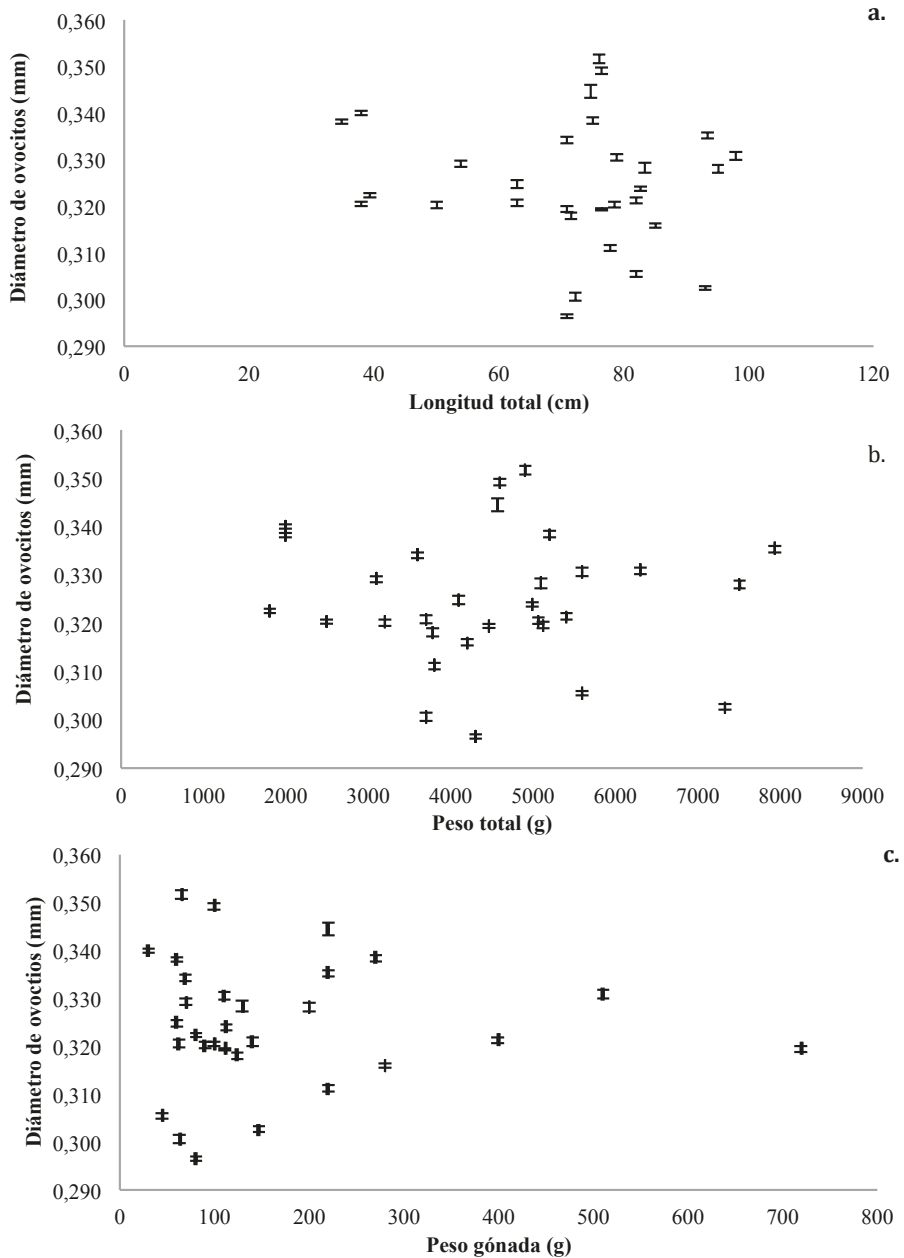 a.
Diámetro de ovocitos (mm)
0,360
0,350
0,340
0,330
0,320
0,310
0,300
0,290
0 20 40 60 80 100 120
Longitud total (cm)
b.
Diámetro de ovocitos (mm)
0,360
0,350
0,340
0,330
0,320
0,310
0,300
0,290
0 1000 2000 3000 4000 5000 6000 7000 8000 9000
Peso total (g)
c.
Diámetro de ovoctios (mm)
0,360
0,350
0,340
0,330
0,320
0,310
0,300
0,290
0 100 200 300 400 500 600 700 800
Peso gónada (g)